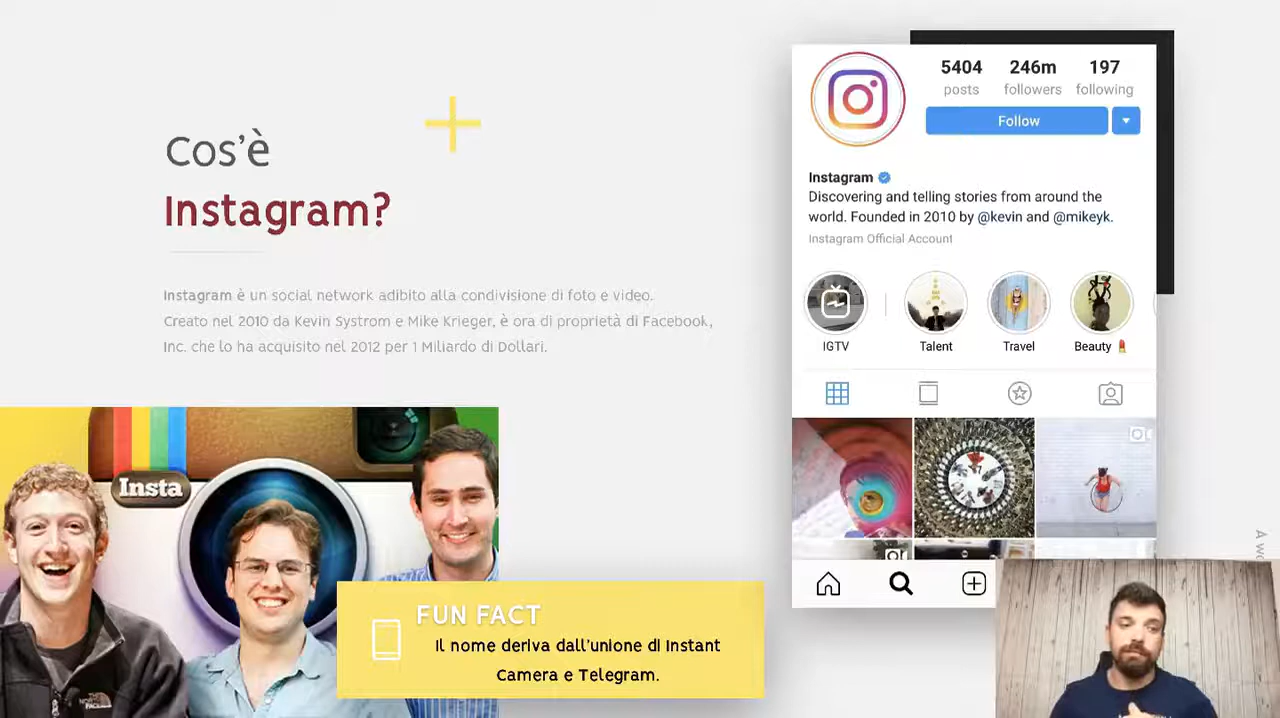 Cos'è
Instagram?
Instagram è un social network adibito alla condivisione di foto e video.
Creato nel 2010 da Kevin Systrom e Mike Krieger, è ora di proprietà di Facebook,
Inc. che lo ha acquisito nel 2012 per 1 Miliardo di Dollari.
Insta
THE NORTH FACE
FUN FACT
Il nome deriva dall'unione di Instant
Camera e Telegram.
5404 246m 197
posts followers following
Follow
Instagram
Discovering and telling stories from around the
world. Founded in 2010 by @kevin and @mikeyk.
Instagram Official Account
IGTV Talent Travel Beauty 💄